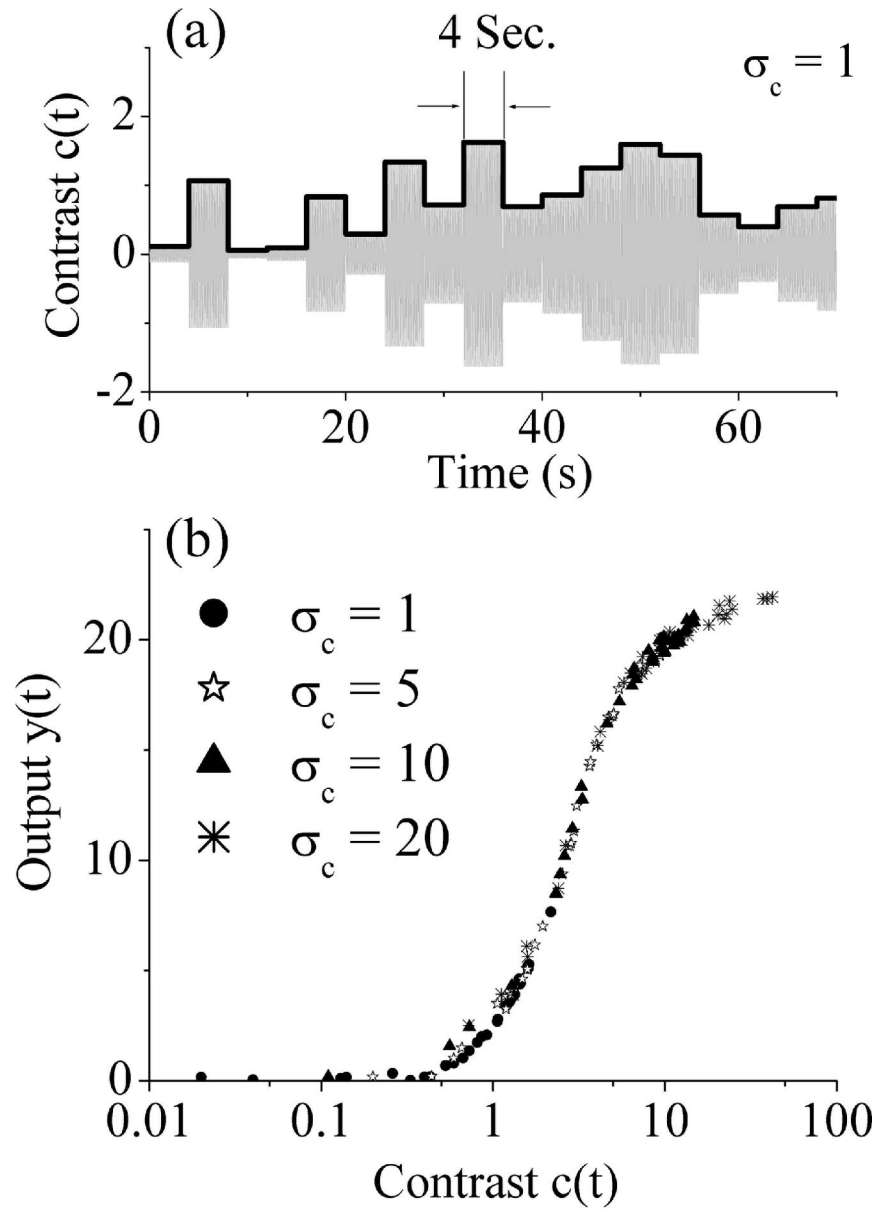 (a)
4 Sec.
σc = 1
Contrast c(t)
2
0
-2
0
20
40
60
Time (s)
(b)
σc = 1
σc = 5
σc = 10
σc = 20
Output y(t)
20
10
0
0.01
0.1
1
10
100
Contrast c(t)